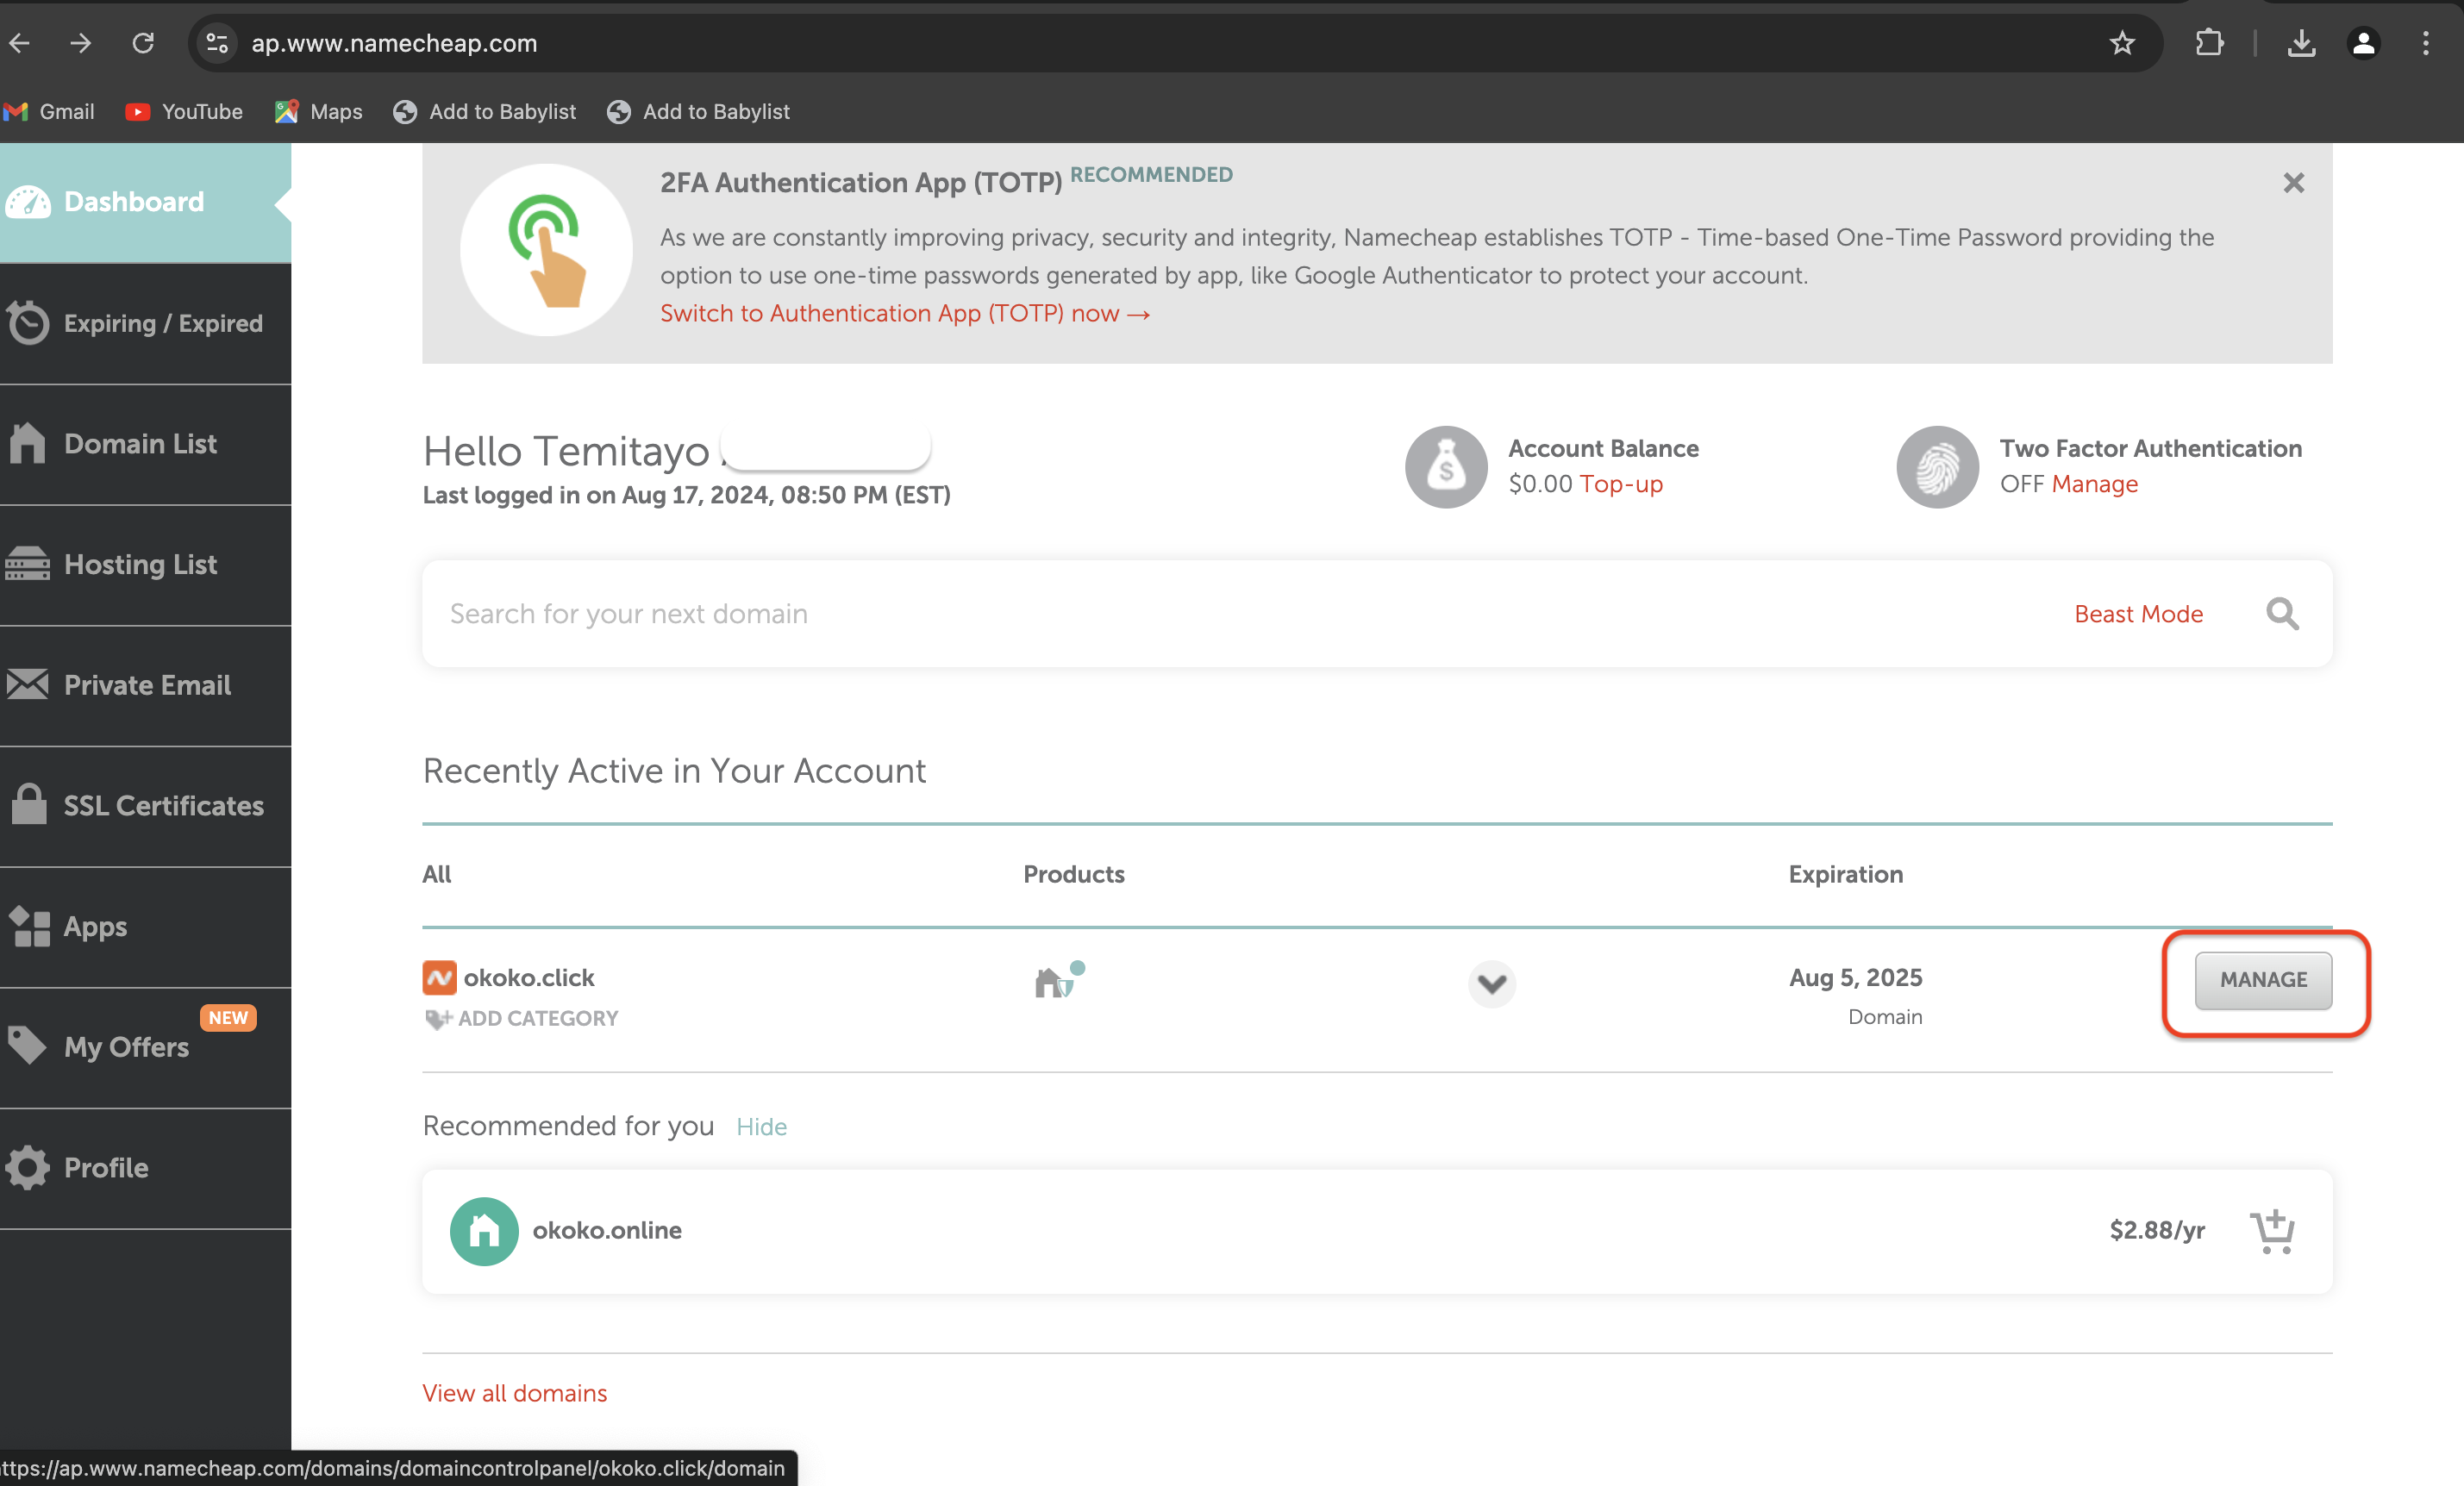 ap.www.namecheap.com
Gmail
YouTube
Maps
Add to Babylist
Add to Babylist
Dashboard
Expiring / Expired
Domain List
Hosting List
Private Email
SSL Certificates
Apps
NEW
My Offers
Profile
2FA Authentication App (TOTP) RECOMMENDED
As we are constantly improving privacy, security and integrity, Namecheap establishes TOTP - Time-based One-Time Password providing the
option to use one-time passwords generated by app, like Google Authenticator to protect your account.
Switch to Authentication App (TOTP) now →
Hello Temitayo
Last logged in on Aug 17, 2024, 08:50 PM (EST)
Account Balance
$0.00 Top-up
Two Factor Authentication
OFF Manage
Search for your next domain
Beast Mode
Recently Active in Your Account
All Products Expiration
okoko.click
ADD CATEGORY
Aug 5, 2025
Domain
MANAGE
Recommended for you Hide
okoko.online
$2.88/yr
View all domains
ttps://ap.www.namecheap.com/domains/domaincontrolpanel/okoko.click/domain